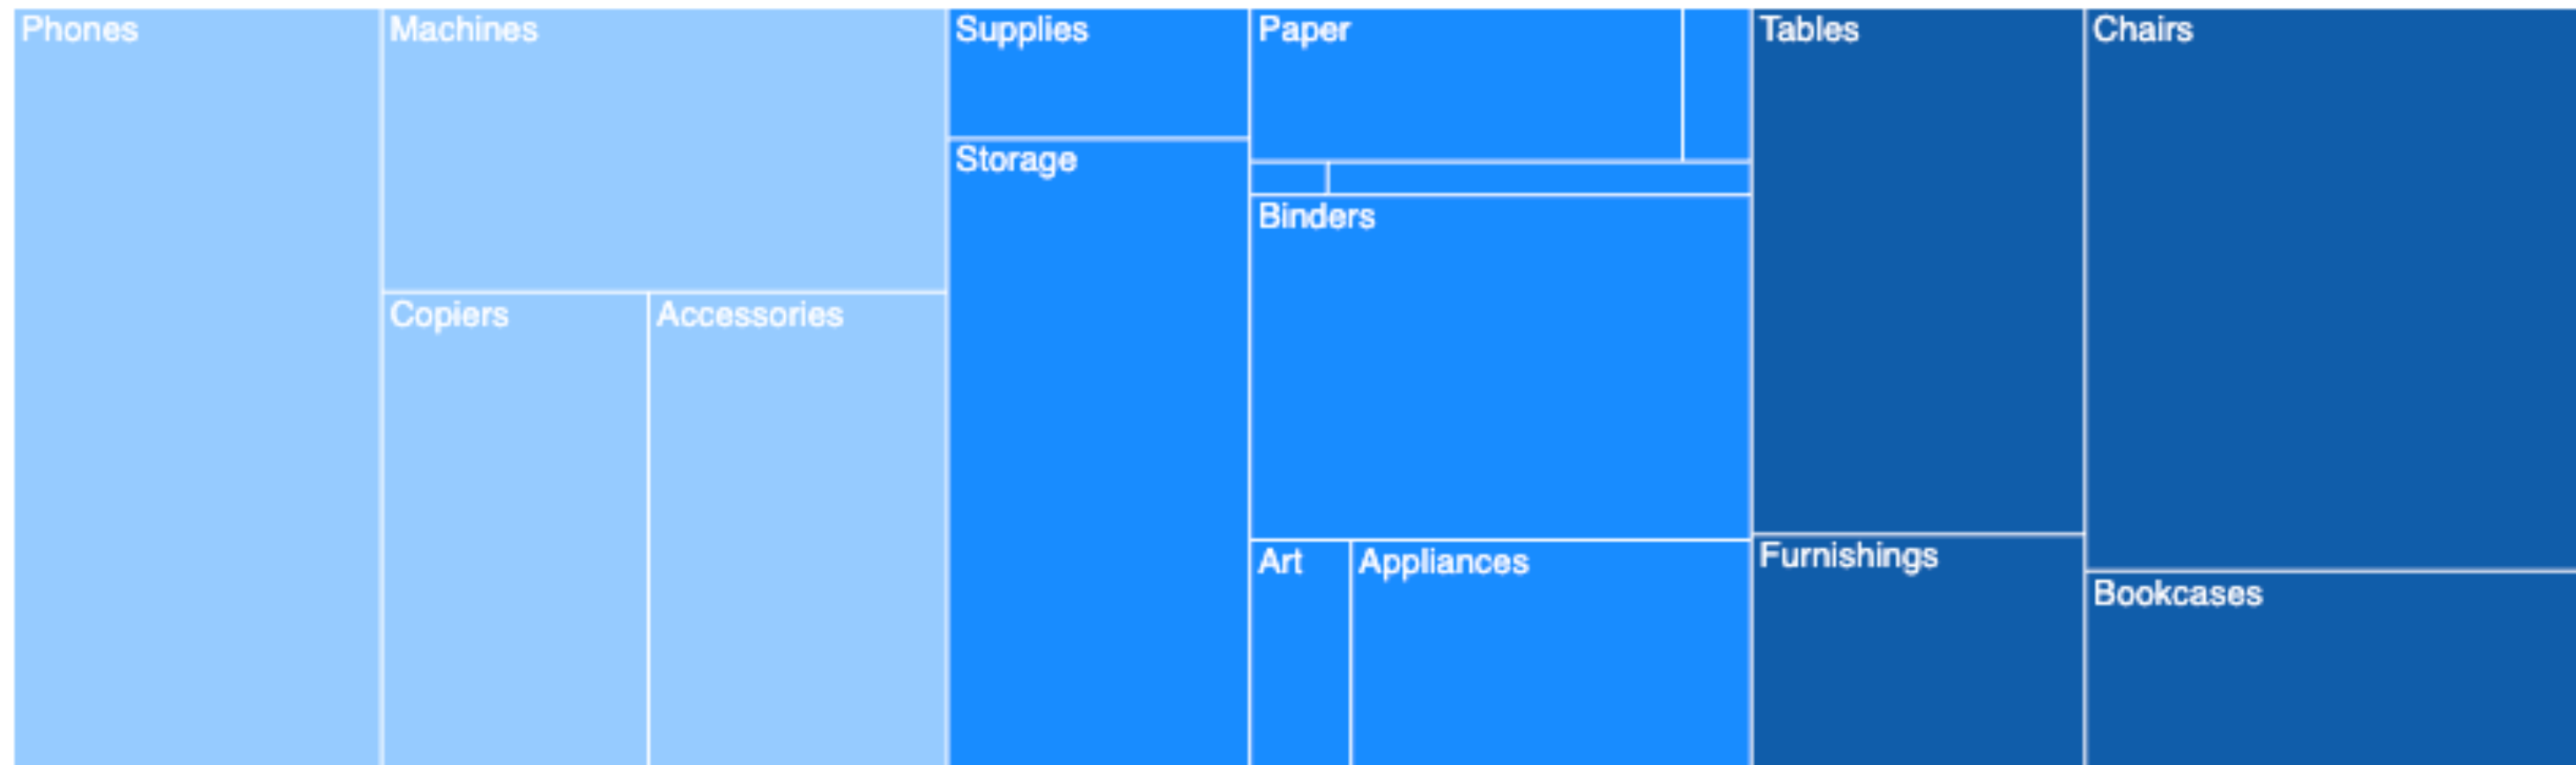 Phones
Machines
Supplies
Paper
Tables
Chairs
Storage
Binders
Copiers
Accessories
Art
Appliances
Furnishings
Bookcases